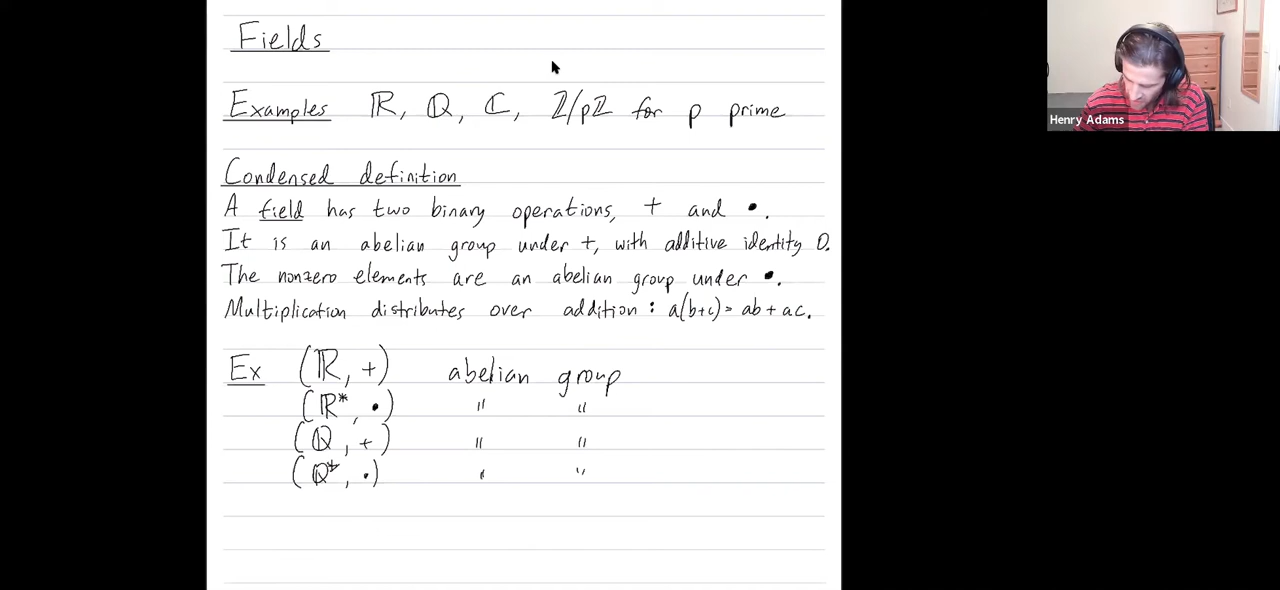 Fields
Examples ℝ, ℚ, ℂ, ℤ/pℤ for p prime
Condensed definition
A field has two binary operations, + and •.
It is an abelian group under +, with additive identity 0.
The nonzero elements are an abelian group under •.
Multiplication distributes over addition : a(b+c) = ab + ac.
Ex (ℝ, +) abelian group
(ℝ*, •) " "
(ℚ, +) " "
(ℚ*, •) " "
Henry Adams